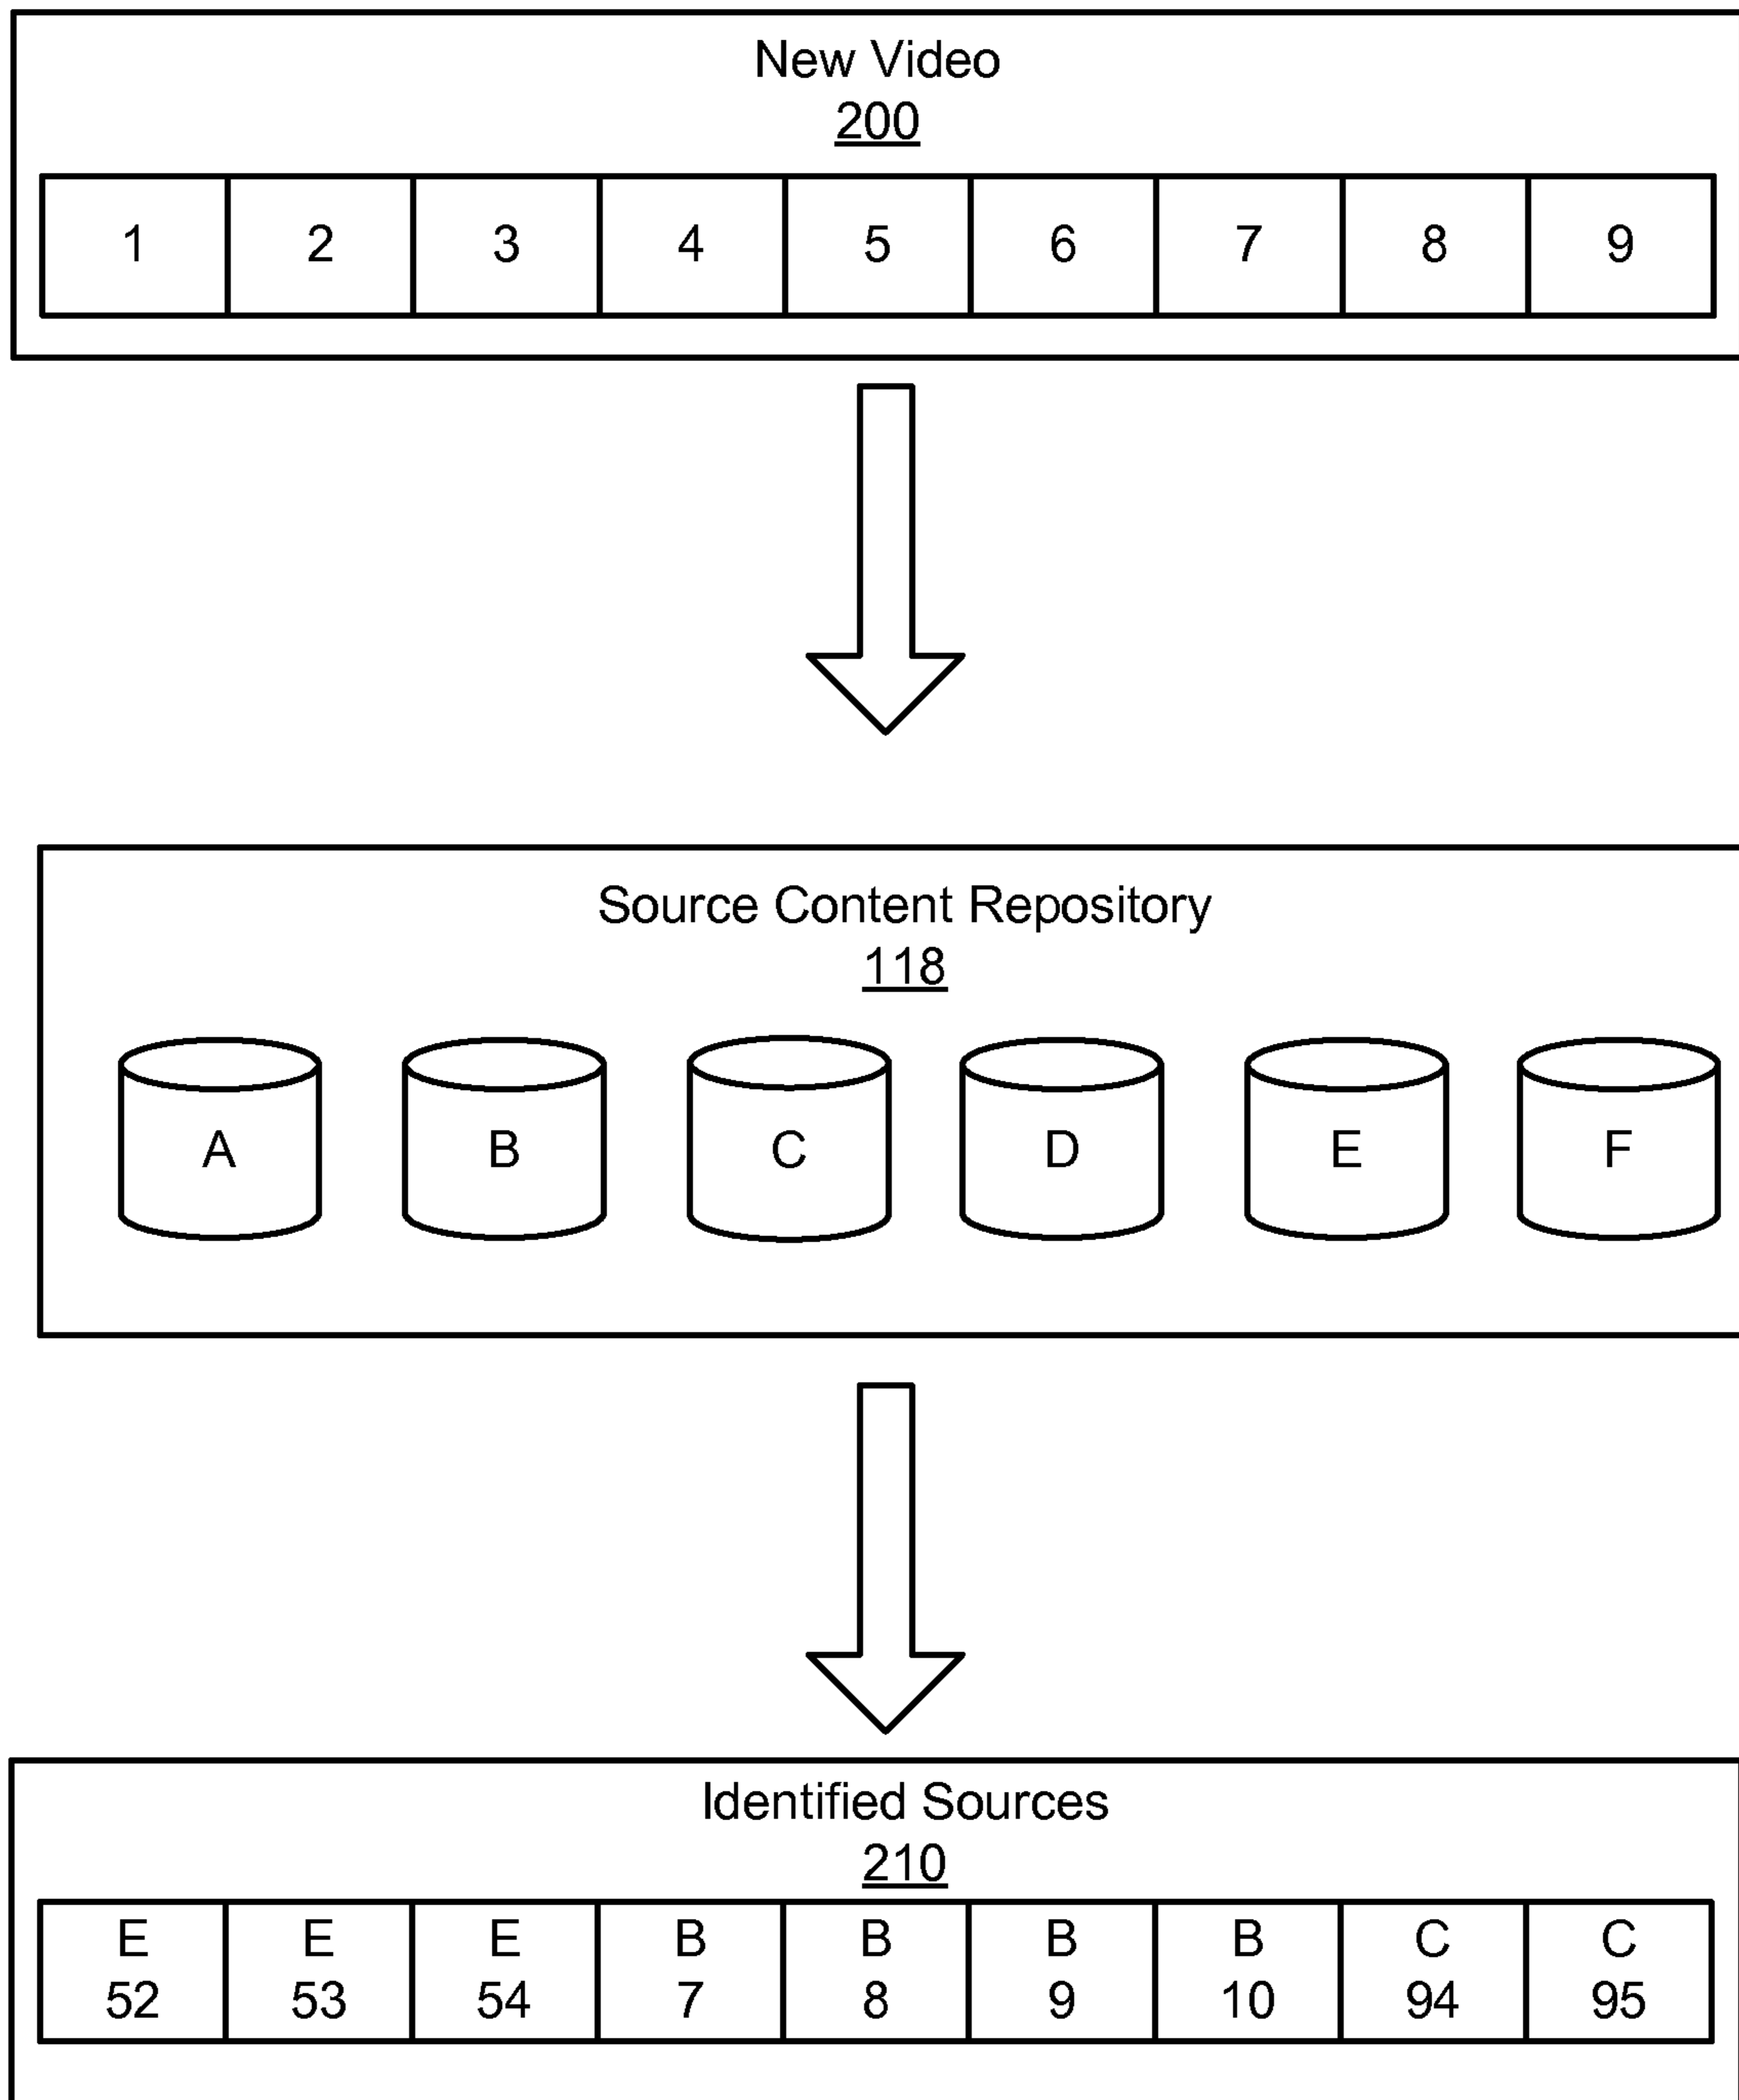 New Video
200
1 2 3 4 5 6 7 8 9
Source Content Repository
118
A B C D E F
Identified Sources
210
E E E B B B B C C
52 53 54 7 8 9 10 94 95